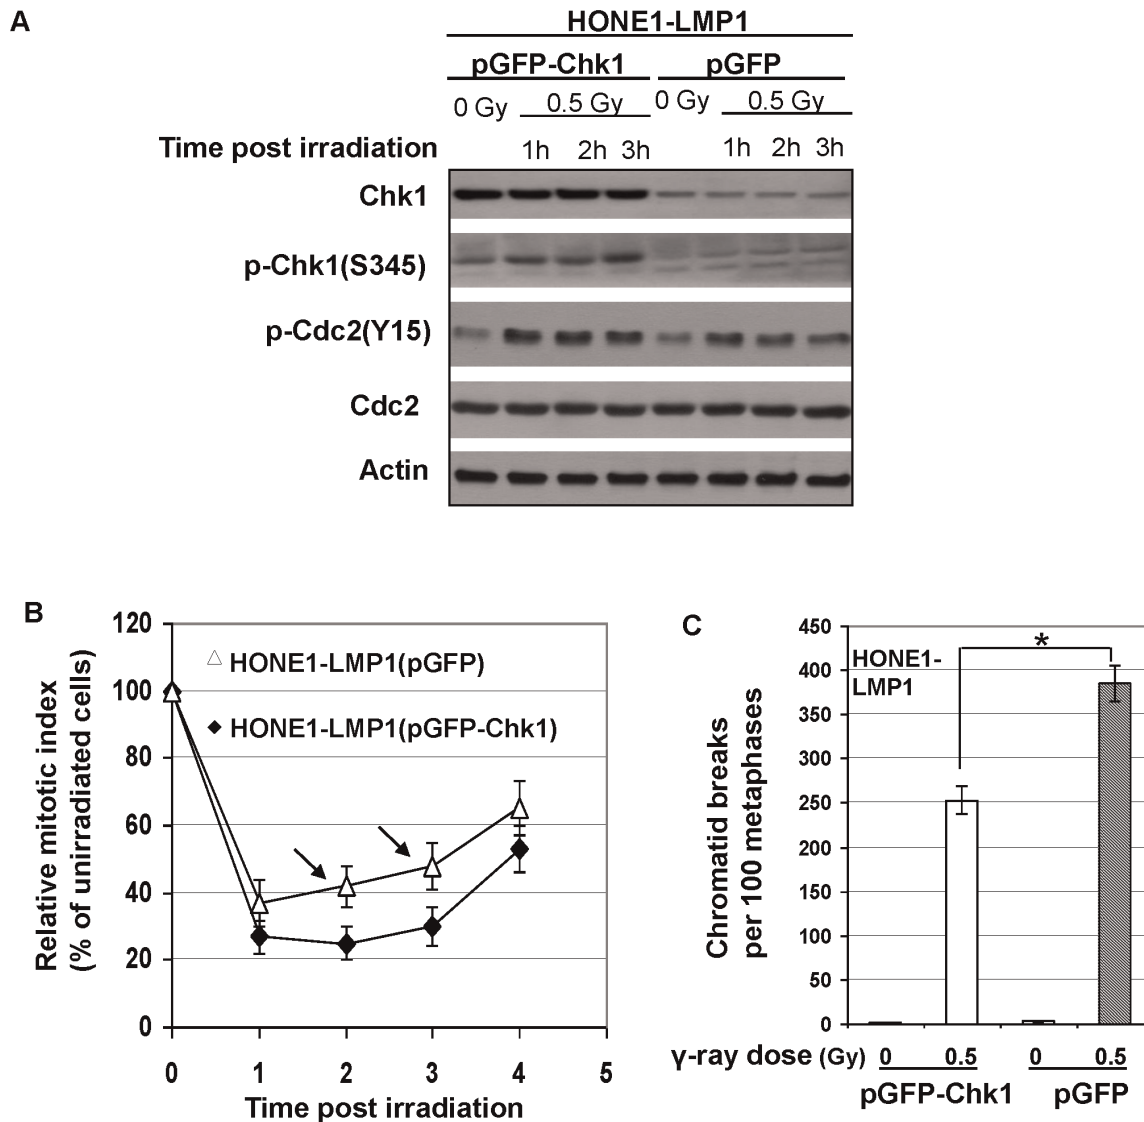 A
HONE1-LMP1
pGFP-Chk1 pGFP
0 Gy 0.5 Gy 0 Gy 0.5 Gy
Time post irradiation 1h 2h 3h 1h 2h 3h
Chk1
p-Chk1(S345)
p-Cdc2(Y15)
Cdc2
Actin
B
Relative mitotic index
(% of unirradiated cells)
120
100
80
60
40
20
0
HONE1-LMP1(pGFP)
HONE1-LMP1(pGFP-Chk1)
0 1 2 3 4 5
Time post irradiation
C
Chromatid breaks
per 100 metaphases
450
400
350
300
250
200
150
100
50
0
HONE1-
LMP1
*
γ-ray dose (Gy) 0 0.5 0 0.5
pGFP-Chk1 pGFP